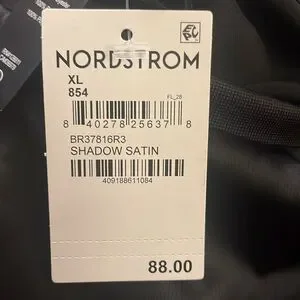 NORDSTROM
XL
854
FL_28
8 40278 25637 8
BR37816R3
SHADOW SATIN
409188611084
88.00